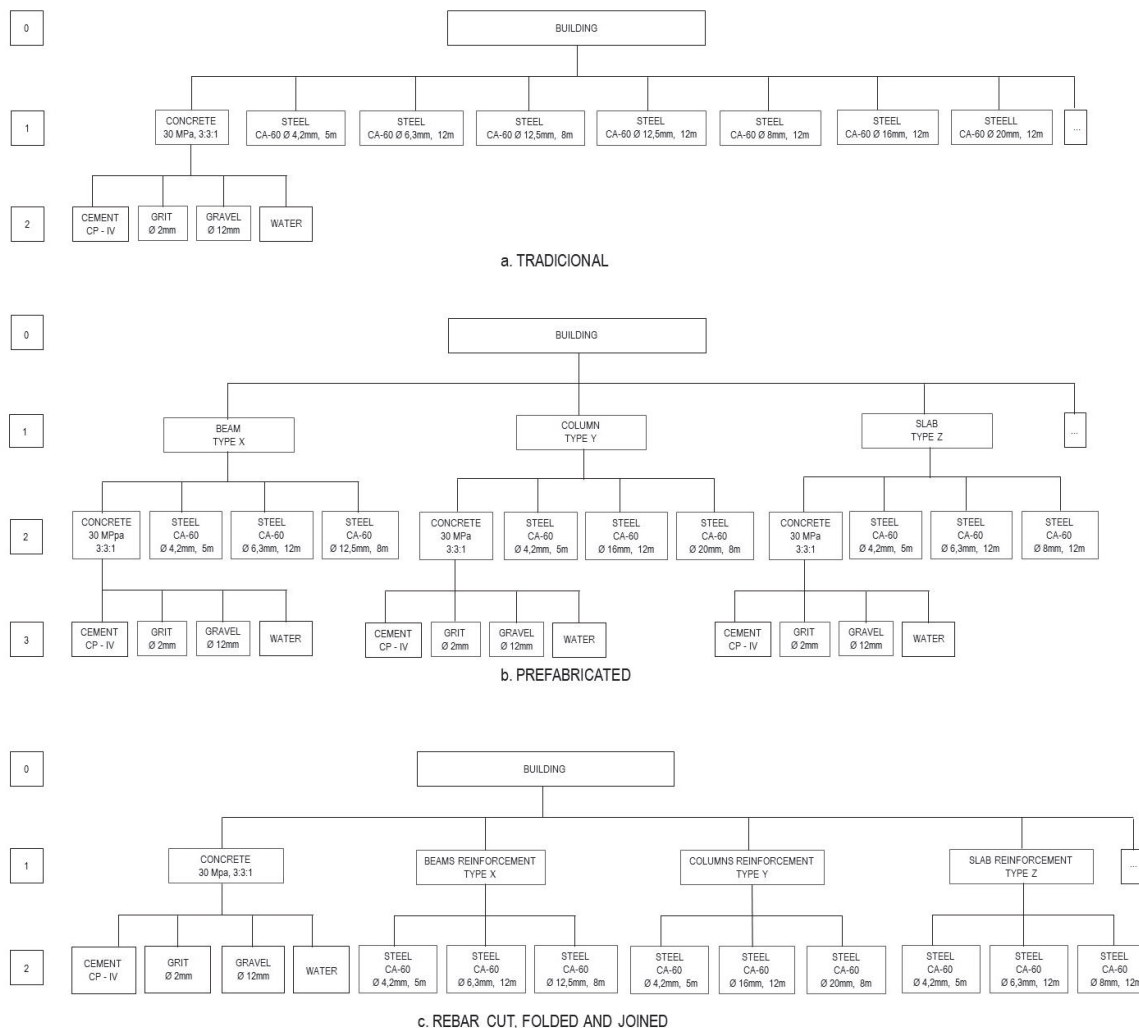 0
BUILDING
1
CONCRETE
30 MPa, 3:3:1
STEEL
CA-60 Ø 4,2mm, 5m
STEEL
CA-60 Ø 6,3mm, 12m
STEEL
CA-60 Ø 12,5mm, 8m
STEEL
CA-60 Ø 12,5mm, 12m
STEEL
CA-60 Ø 8mm, 12m
STEEL
CA-60 Ø 16mm, 12m
STEELL
CA-60 Ø 20mm, 12m
...
2
CEMENT
CP - IV
GRIT
Ø 2mm
GRAVEL
Ø 12mm
WATER
a. TRADICIONAL
0
BUILDING
1
BEAM
TYPE X
COLUMN
TYPE Y
SLAB
TYPE Z
...
2
CONCRETE
30 MPpa
3:3:1
STEEL
CA-60
Ø 4,2mm, 5m
STEEL
CA-60
Ø 6,3mm, 12m
STEEL
CA-60
Ø 12,5mm, 8m
CONCRETE
30 MPa
3:3:1
STEEL
CA-60
Ø 4,2mm, 5m
STEEL
CA-60
Ø 16mm, 12m
STEEL
CA-60
Ø 20mm, 8m
CONCRETE
30 MPa
3:3:1
STEEL
CA-60
Ø 4,2mm, 5m
STEEL
CA-60
Ø 6,3mm, 12m
STEEL
CA-60
Ø 8mm, 12m
3
CEMENT
CP - IV
GRIT
Ø 2mm
GRAVEL
Ø 12mm
WATER
CEMENT
CP - IV
GRIT
Ø 2mm
GRAVEL
Ø 12mm
WATER
CEMENT
CP - IV
GRIT
Ø 2mm
GRAVEL
Ø 12mm
WATER
b. PREFABRICATED
0
BUILDING
1
CONCRETE
30 Mpa, 3:3:1
BEAMS REINFORCEMENT
TYPE X
COLUMNS REINFORCEMENT
TYPE Y
SLAB REINFORCEMENT
TYPE Z
...
2
CEMENT
CP - IV
GRIT
Ø 2mm
GRAVEL
Ø 12mm
WATER
STEEL
CA-60
Ø 4,2mm, 5m
STEEL
CA-60
Ø 6,3mm, 12m
STEEL
CA-60
Ø 12,5mm, 8m
STEEL
CA-60
Ø 4,2mm, 5m
STEEL
CA-60
Ø 16mm, 12m
STEEL
CA-60
Ø 20mm, 8m
STEEL
CA-60
Ø 4,2mm, 5m
STEEL
CA-60
Ø 6,3mm, 12m
STEEL
CA-60
Ø 8mm, 12m
c. REBAR CUT, FOLDED AND JOINED